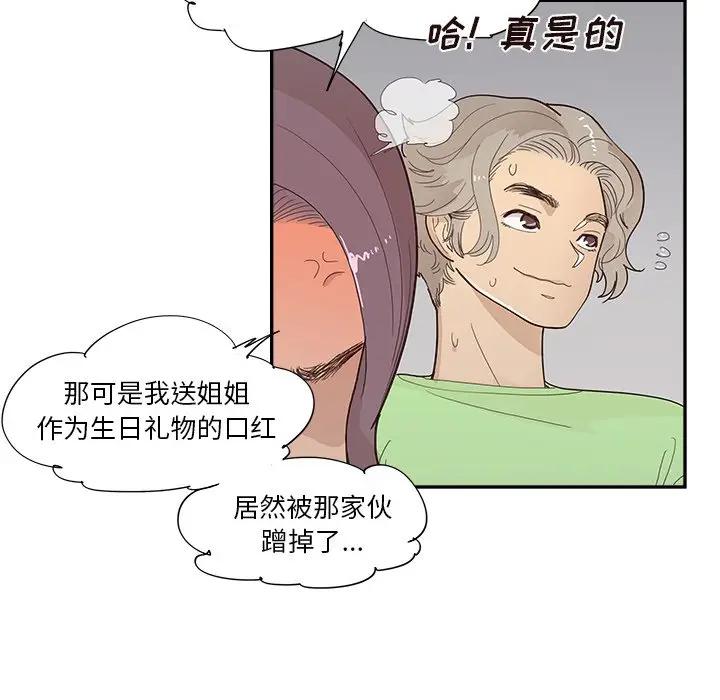 哈！真是的
那可是我送姐姐
作为生日礼物的口红
居然被那家伙
蹭掉了...